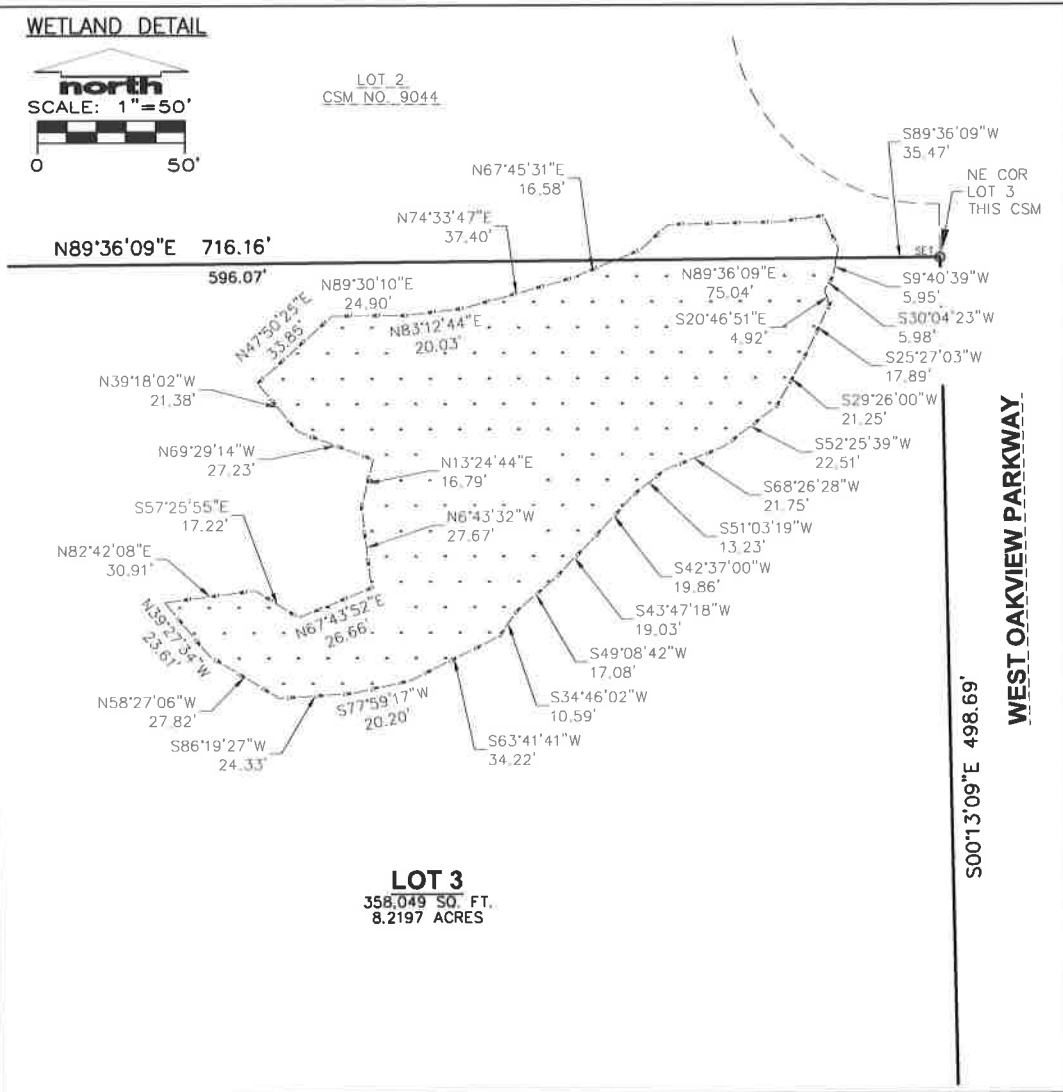 WETLAND DETAIL
north
SCALE: 1"=50'
0 50'
LOT 2
CSM NO. 9044
S89°36'09"W
35.47'
NE COR
LOT 3
THIS CSM
SET
N67°45'31"E
16.58'
N74°33'47"E
37.40'
N89°36'09"E 716.16'
596.07'
N89°36'09"E
75.04'
S9°40'39"W
5.95'
N89°30'10"E
24.90'
N83°12'44"E
20.03'
S20°46'51"E
4.92'
S30°04'23"W
5.98'
N47°50'25"E
33.85'
S25°27'03"W
17.89'
N39°18'02"W
21.38'
S29°26'00"W
21.25'
S52°25'39"W
22.51'
N69°29'14"W
27.23'
N13°24'44"E
16.79'
S68°26'28"W
21.75'
S57°25'55"E
17.22'
N6°43'32"W
27.67'
S51°03'19"W
13.23'
N82°42'08"E
30.91'
S42°37'00"W
19.86'
N39°27'34"W
23.61'
N67°43'52"E
26.66'
S43°47'18"W
19.03'
S49°08'42"W
17.08'
N58°27'06"W
27.82'
S77°59'17"W
20.20'
S34°46'02"W
10.59'
S86°19'27"W
24.33'
S63°41'41"W
34.22'
WEST OAKVIEW PARKWAY
S00°13'09"E 498.69'
LOT 3
358,049 SQ. FT.
8.2197 ACRES